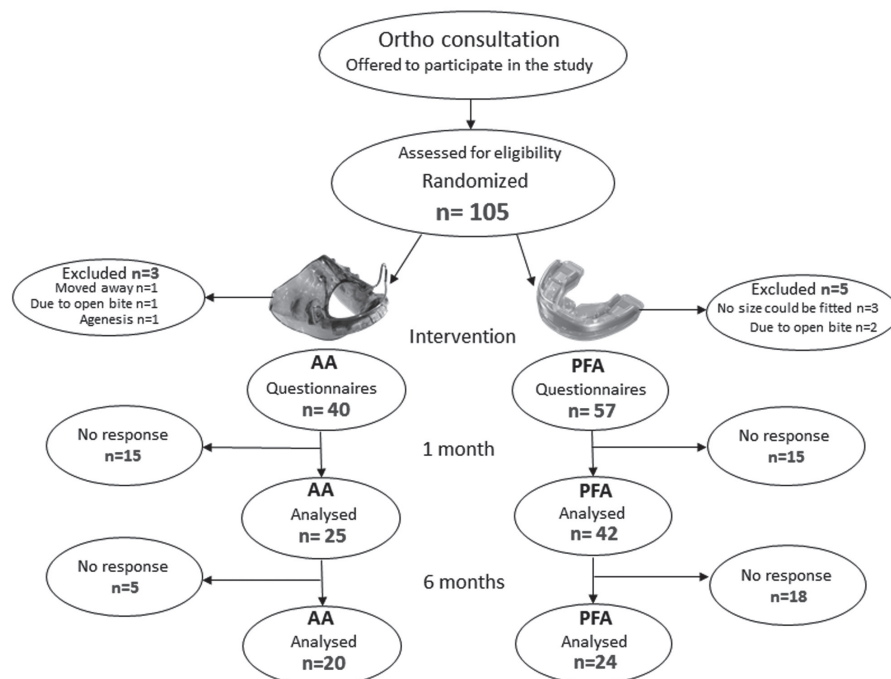 Ortho consultation
Offered to participate in the study
Assessed for eligibility
Randomized
n= 105
Excluded n=3
Moved away n=1
Due to open bite n=1
Agenesis n=1
Excluded n=5
No size could be fitted n=3
Due to open bite n=2
Intervention
AA
Questionnaires
n= 40
PFA
Questionnaires
n= 57
No response
n=15
1 month
No response
n=15
AA
Analysed
n= 25
PFA
Analysed
n= 42
No response
n=5
6 months
No response
n=18
AA
Analysed
n=20
PFA
Analysed
n=24